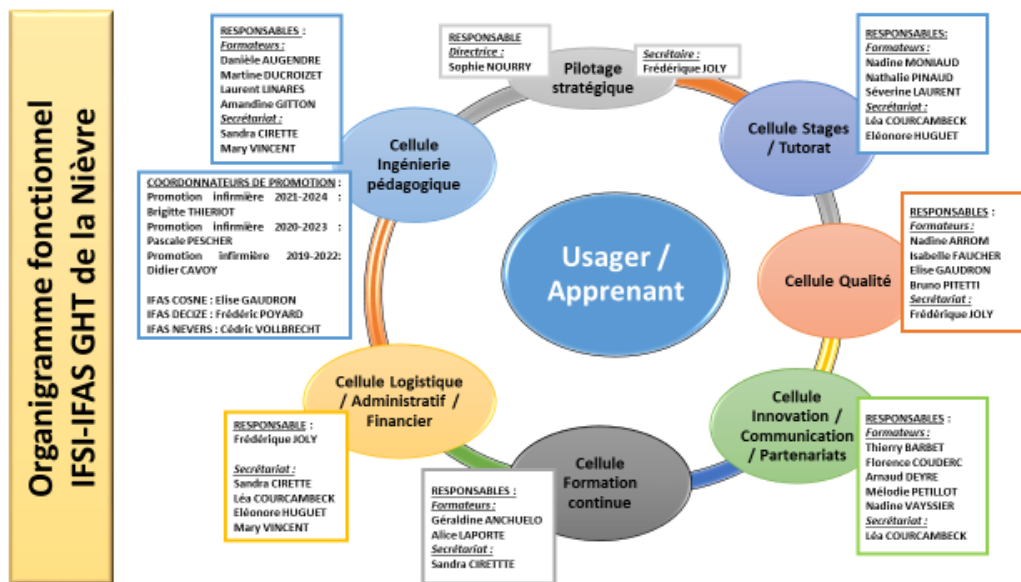 Organigramme fonctionnel
IFSI-IFAS GHT de la Nièvre
RESPONSABLES :
Formateurs :
Danièle AUGENDRE
Martine DUCROIZET
Laurent LINARES
Amandine GITTON
Secrétariat :
Sandra CIRETTE
Mary VINCENT
RESPONSABLE
Directrice :
Sophie NOURRY
Secrétaire :
Frédérique JOLY
Pilotage
stratégique
RESPONSABLES:
Formateurs :
Nadine MONIAUD
Nathalie PINAUD
Séverine LAURENT
Secrétariat :
Léa COURCAMBECK
Eléonore HUGUET
Cellule Stages
/ Tutorat
Cellule
Ingénierie
pédagogique
COORDONNATEURS DE PROMOTION :
Promotion infirmière 2021-2024 :
Brigitte THIERIOT
Promotion infirmière 2020-2023 :
Pascale PESCHER
Promotion infirmière 2019-2022:
Didier CAVOY
IFAS COSNE : Elise GAUDRON
IFAS DECIZE : Frédéric POYARD
IFAS NEVERS : Cédric VOLLBRECHT
Usager /
Apprenant
Cellule Qualité
RESPONSABLES :
Formateurs :
Nadine ARROM
Isabelle FAUCHER
Elise GAUDRON
Bruno PITETTI
Secrétariat :
Frédérique JOLY
Cellule Logistique
/ Administratif /
Financier
RESPONSABLE :
Frédérique JOLY
Secrétariat :
Sandra CIRETTE
Léa COURCAMBECK
Eléonore HUGUET
Mary VINCENT
Cellule
Formation
continue
RESPONSABLES :
Formateurs :
Géraldine ANCHUELO
Alice LAPORTE
Secrétariat :
Sandra CIRETTTE
Cellule
Innovation /
Communication
/ Partenariats
RESPONSABLES :
Formateurs :
Thierry BARBET
Florence COUDERC
Arnaud DEYRE
Mélodie PETILLOT
Nadine VAYSSIER
Secrétariat :
Léa COURCAMBECK